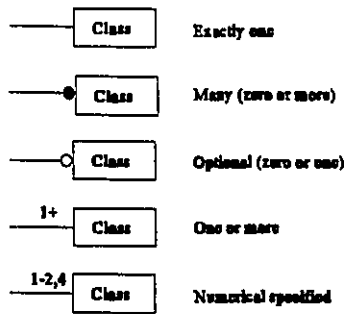 Class Exactly one
Class Many (zero or more)
Class Optional (zero or one)
1+ Class One or more
1-2,4 Class Numerical specified